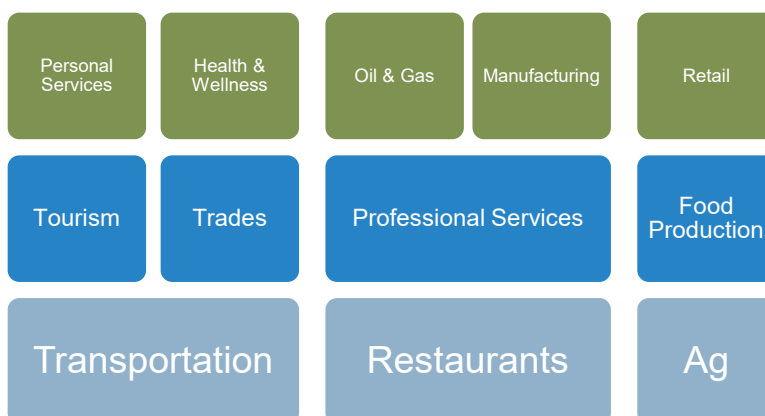 Personal
Services
Health &
Wellness
Oil & Gas
Manufacturing
Retail
Tourism
Trades
Professional Services
Food
Production
Transportation
Restaurants
Ag